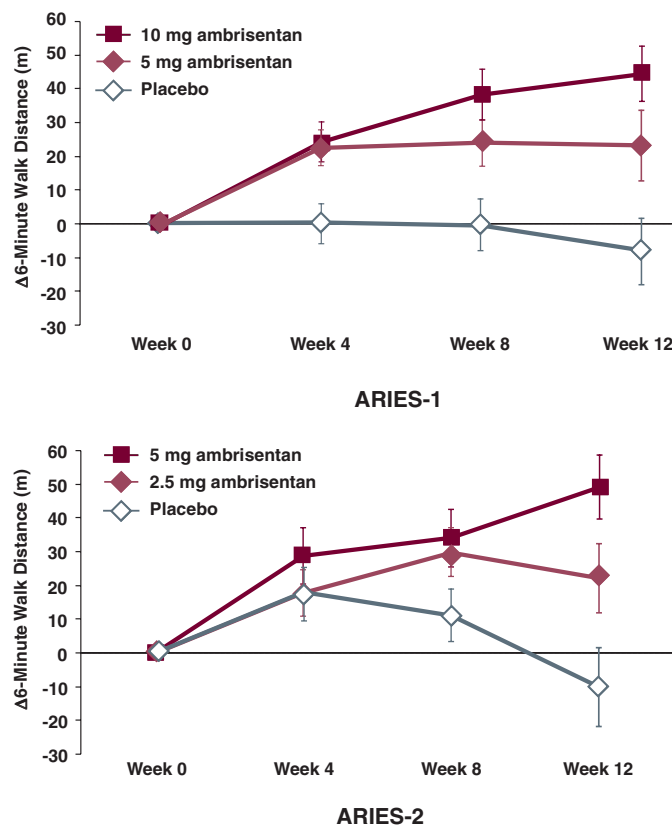 60
50
40
30
20
10
0
-10
-20
-30
Δ6-Minute Walk Distance (m)
10 mg ambrisentan
5 mg ambrisentan
Placebo
Week 0 Week 4 Week 8 Week 12
ARIES-1
60
50
40
30
20
10
0
-10
-20
-30
Δ6-Minute Walk Distance (m)
5 mg ambrisentan
2.5 mg ambrisentan
Placebo
Week 0 Week 4 Week 8 Week 12
ARIES-2